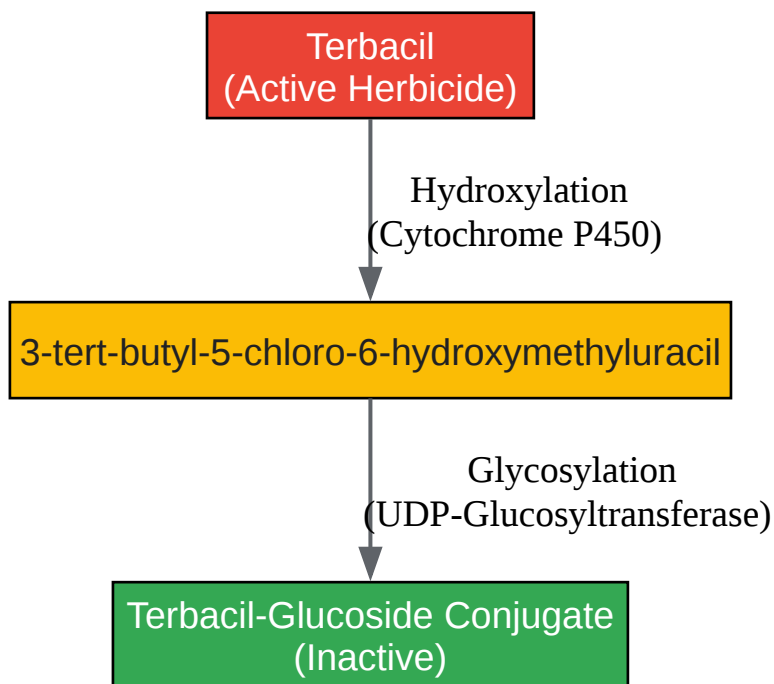 Terbacil
(Active Herbicide)
Hydroxylation
(Cytochrome P450)
3-tert-butyl-5-chloro-6-hydroxymethyluracil
Glycosylation
(UDP-Glucosyltransferase)
Terbacil-Glucoside Conjugate
(Inactive)